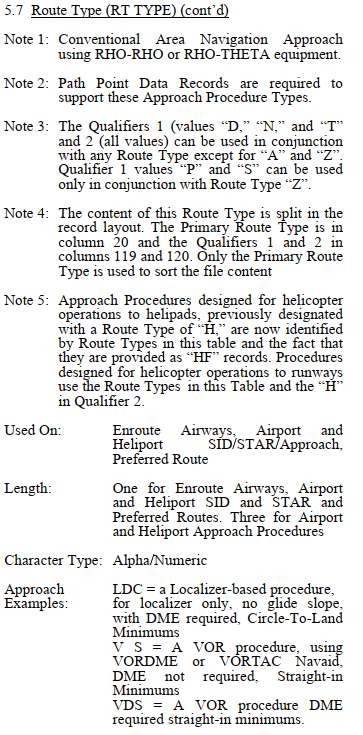 5.7 Route Type (RT TYPE) (cont’d)
Note 1: Conventional Area Navigation Approach
using RHO-RHO or RHO-THETA equipment.
Note 2: Path Point Data Records are required to
support these Approach Procedure Types.
Note 3: The Qualifiers 1 (values “D,” “N,” and “T”
and 2 (all values) can be used in conjunction
with any Route Type except for “A” and “Z”.
Qualifier 1 values “P” and “S” can be used
only in conjunction with Route Type “Z”.
Note 4: The content of this Route Type is split in the
record layout. The Primary Route Type is in
column 20 and the Qualifiers 1 and 2 in
columns 119 and 120. Only the Primary Route
Type is used to sort the file content
Note 5: Approach Procedures designed for helicopter
operations to helipads, previously designated
with a Route Type of “H,” are now identified
by Route Types in this table and the fact that
they are provided as “HF” records. Procedures
designed for helicopter operations to runways
use the Route Types in this Table and the “H”
in Qualifier 2.
Used On: Enroute Airways, Airport and
Heliport SID/STAR/Approach,
Preferred Route
Length: One for Enroute Airways, Airport
and Heliport SID and STAR and
Preferred Routes. Three for Airport
and Heliport Approach Procedures
Character Type: Alpha/Numeric
Approach LDC = a Localizer-based procedure,
Examples: for localizer only, no glide slope,
with DME required, Circle-To-Land
Minimums
V S = A VOR procedure, using
VORDME or VORTAC Navaid,
DME not required, Straight-in
Minimums
VDS = A VOR procedure DME
required straight-in minimums.